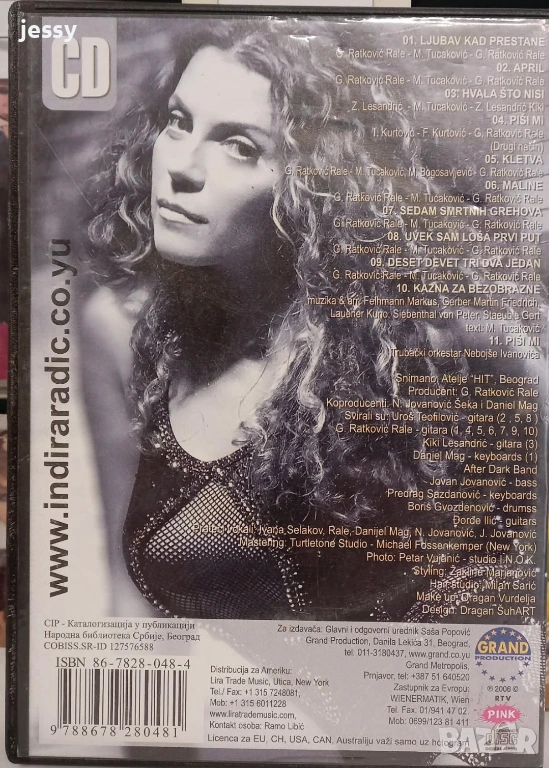 jessy
CD
www.indiraradic.co.yu
01. LJUBAV KAD PRESTANE
G. Ratković Rale - M. Tucaković - G. Ratković Rale
02. APRIL
G. Ratković Rale - M. Tucaković - G. Ratković Rale
03. HVALA ŠTO NISI
Z. Lesandrić - M. Tucaković - Z. Lesandrić Kiki
04. PIŠI MI
I. Kurtović - F. Kurtović - G. Ratković Rale
(Drugi način)
05. KLETVA
G. Ratković Rale - M. Tucaković, M. Bogosavljević - G. Ratković Rale
06. MALINE
G. Ratković Rale - M. Tucaković - G. Ratković Rale
07. SEDAM SMRTNIH GREHOVA
G. Ratković Rale - M. Tucaković - G. Ratković Rale
08. UVEK SAM LOŠA PRVI PUT
G. Ratković Rale - M. Tucaković - G. Ratković Rale
09. DESET DEVET TRI DVA JEDAN
G. Ratković Rale - M. Tucaković - G. Ratković Rale
10. KAZNA ZA BEZOBRAZNE
muzika & arr. Felhmann Markus, Gerber Martin Friedrich,
Lauener Kuno, Siebenthal von Peter, Staeub's Gert
text: M. Tucaković
11. PIŠI MI
Trubački orkestar Nebojše Ivanovića
Snimano, Atelje "HIT", Beograd
Producent: G. Ratković Rale
Koproducenti: N. Jovanović Šeka i Daniel Mag
Svirali su: Uroš Teofilović - gitare (2 , 5, 8 )
G. Ratković Rale - gitara (1, 4, 5, 6, 7, 9, 10)
Kiki Lesandrić - gitara (3)
Daniel Mag - keyboards (1)
After Dark Band
Jovan Jovanović - bass
Predrag Sazdanović - keyboards
Boris Gvozdenović - drumss
Đorđe Ilić - guitars
Prateći vokali: Ivana Selakov, Rale, Danijel Mag, N. Jovanović, J. Jovanović
Mastering: Turtletone Studio - Michael Fossenkemper (New York)
Photo: Petar Vujanić - studio I.N.O.K.
Styling: Zaklina Marjanović
Hair studio: Milan Sarić
Make up: Dragan Vurdelja
Design: Dragan SuhART
CIP - Каталогизација у публикацији
Народна библиотека Србије, Београд
COBISS.SR-ID 127576588
ISBN 86-7828-048-4
9788678280481
Za izdavača: Glavni i odgovorni urednik Saša Popović
Grand Production, Danila Lekića 31, Beograd,
tel. 011-3180437, www.grand.co.yu
Grand Metropolis,
Prnjavor, tel: +387 51 640520
Zastupnik za Evropu:
WIENERMATIK, Wien
Tel/fax: 01/941 47 02
Mob: 0699/123 81 411
Distribucija za Ameriku:
Lira Trade Music, Utica, New York
Tel./ Fax: +1 315 7248081,
Mob: +1 315 6011228
www.liratrademusic.com
Kontakt osoba: Ramo Libić
Licenca za EU, CH, USA, CAN, Australiju važi samo uz hologram
GRAND
PRODUCTION
℗ 2006 ©
RTV
PINK
disc
bazar